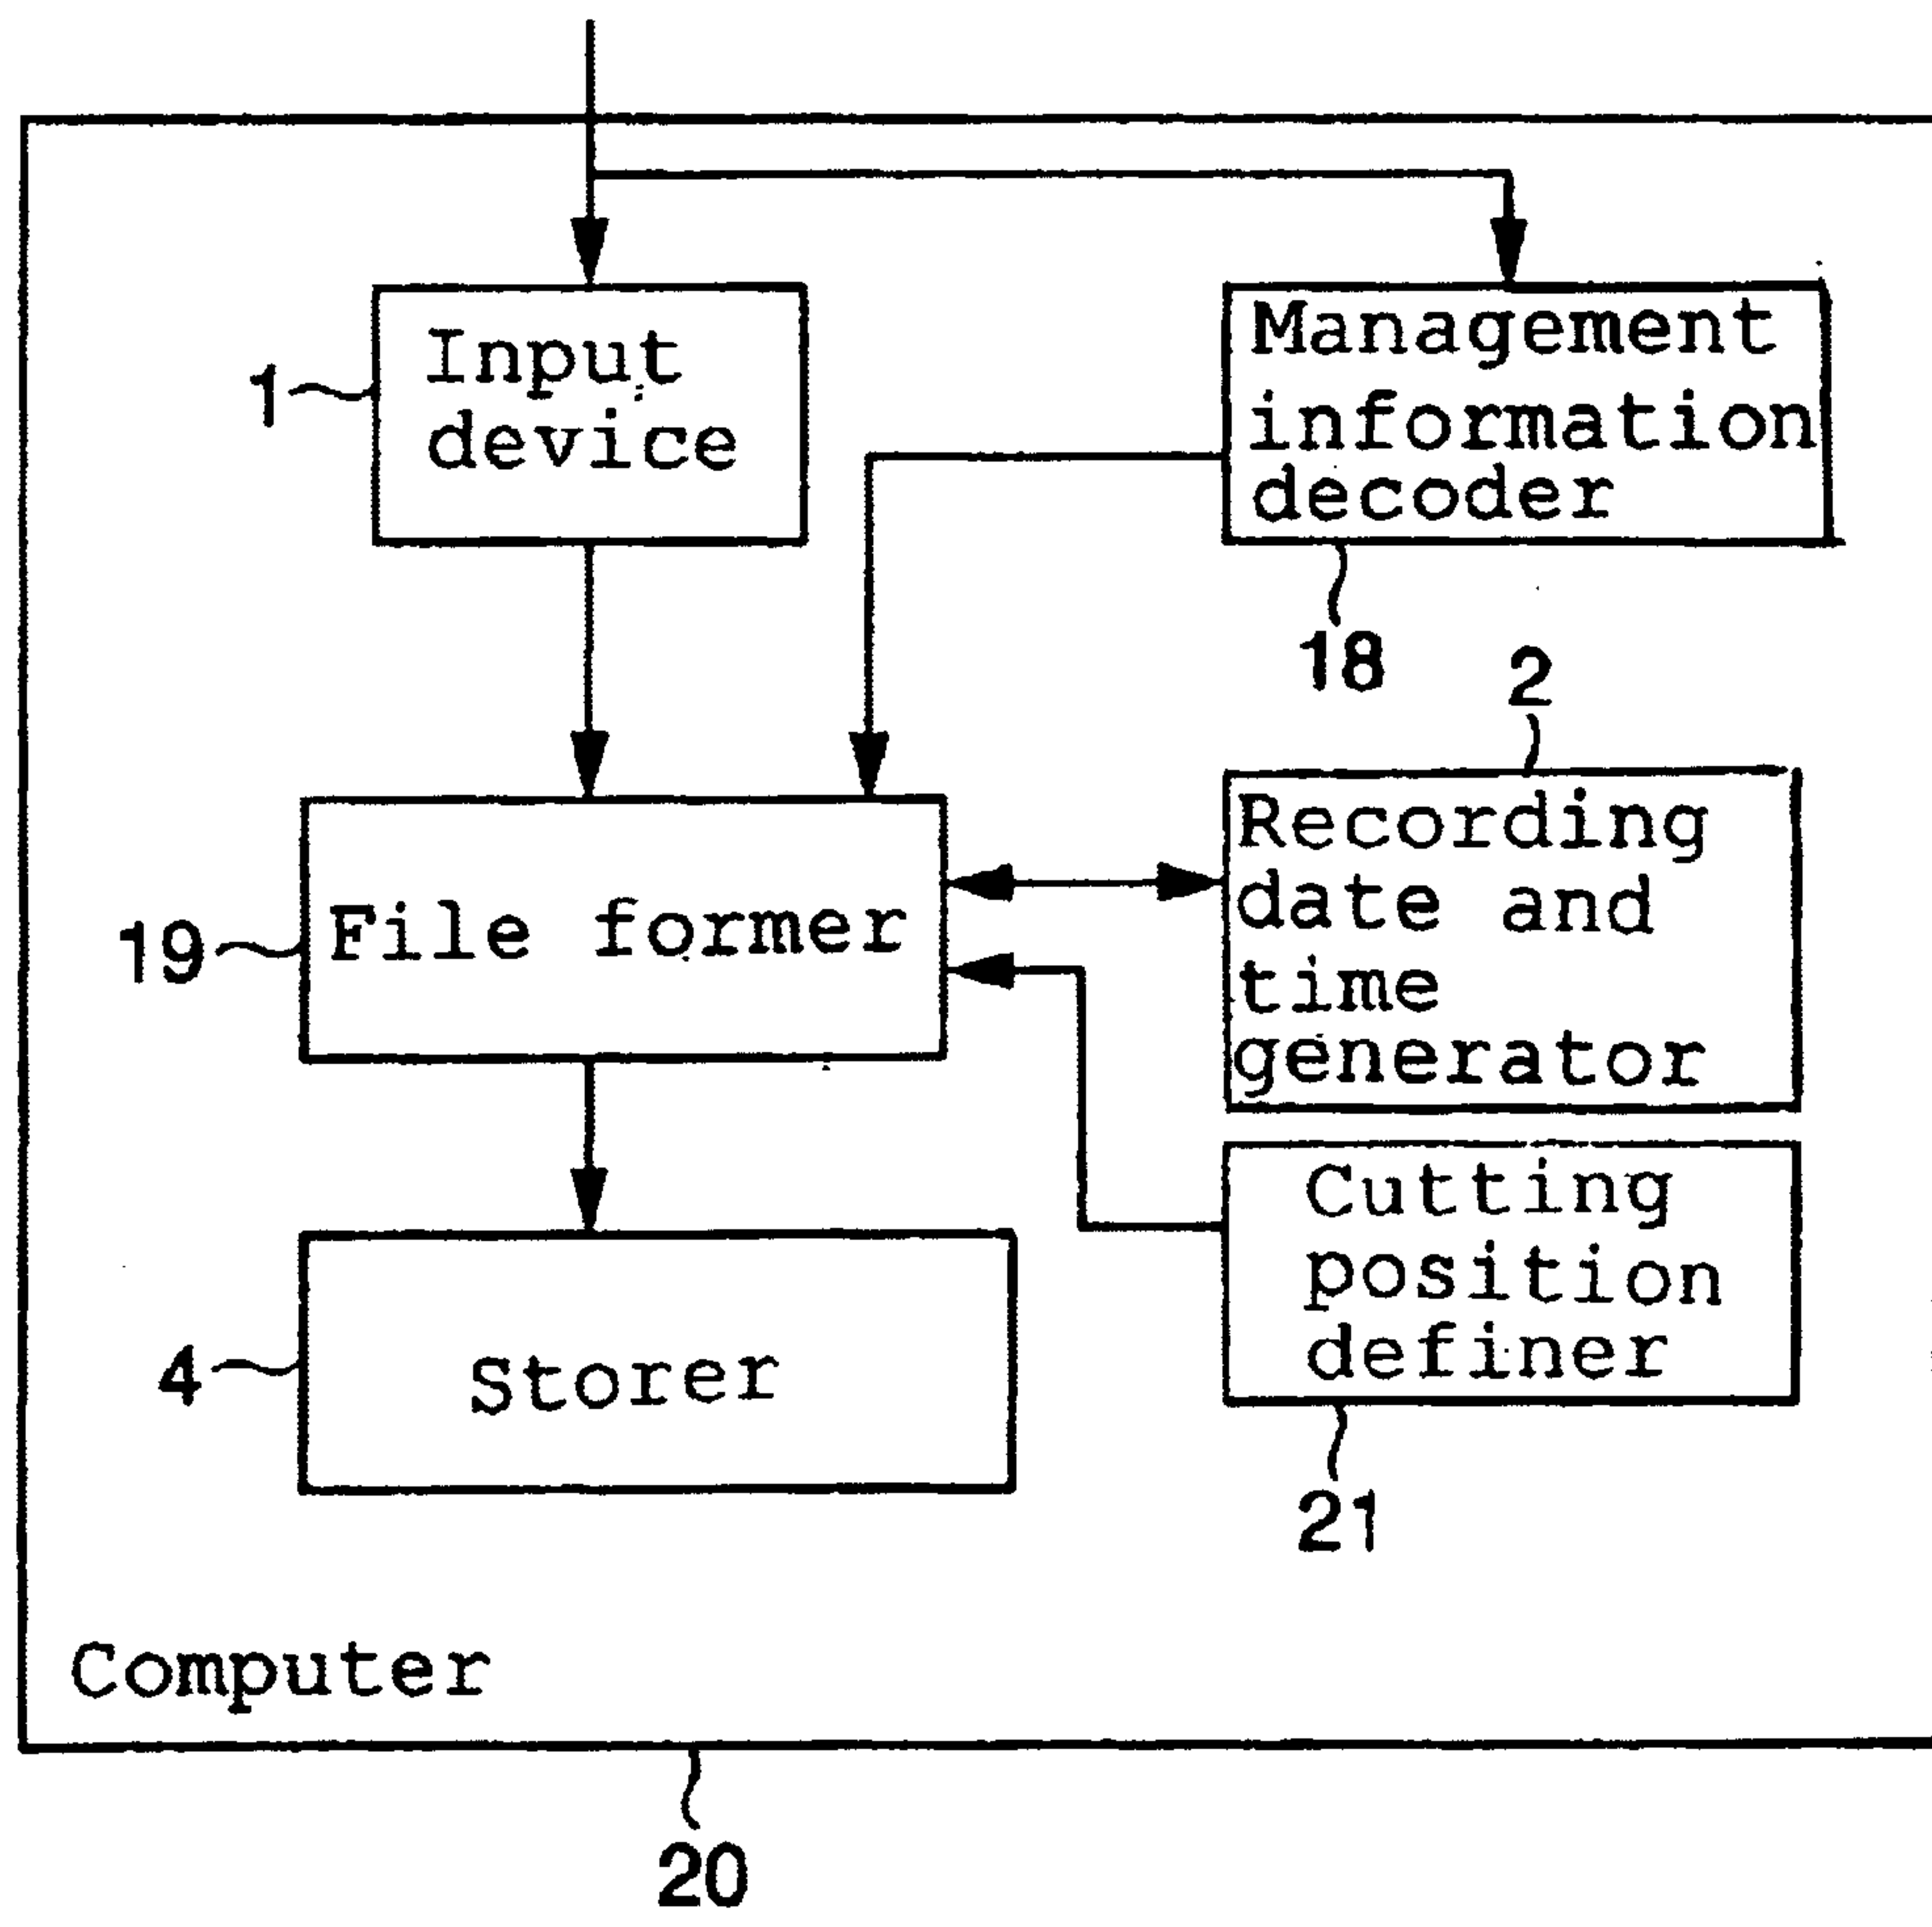 Input
device
1
Management
information
decoder
18
2
Recording
date and
time
generator
File former
19
Cutting
position
definer
21
Storer
4
Computer
20